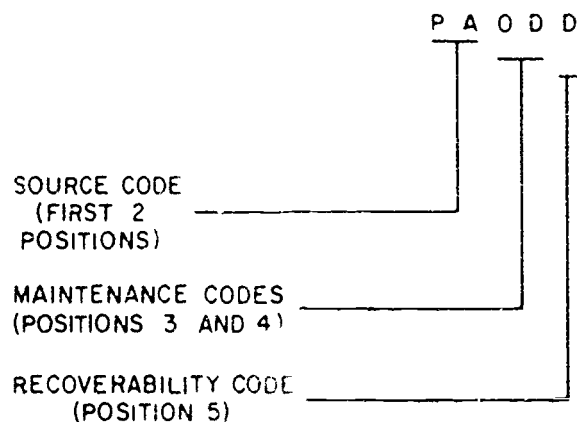 P A O D D
SOURCE CODE
(FIRST 2
POSITIONS)
MAINTENANCE CODES
(POSITIONS 3 AND 4)
RECOVERABILITY CODE
(POSITION 5)